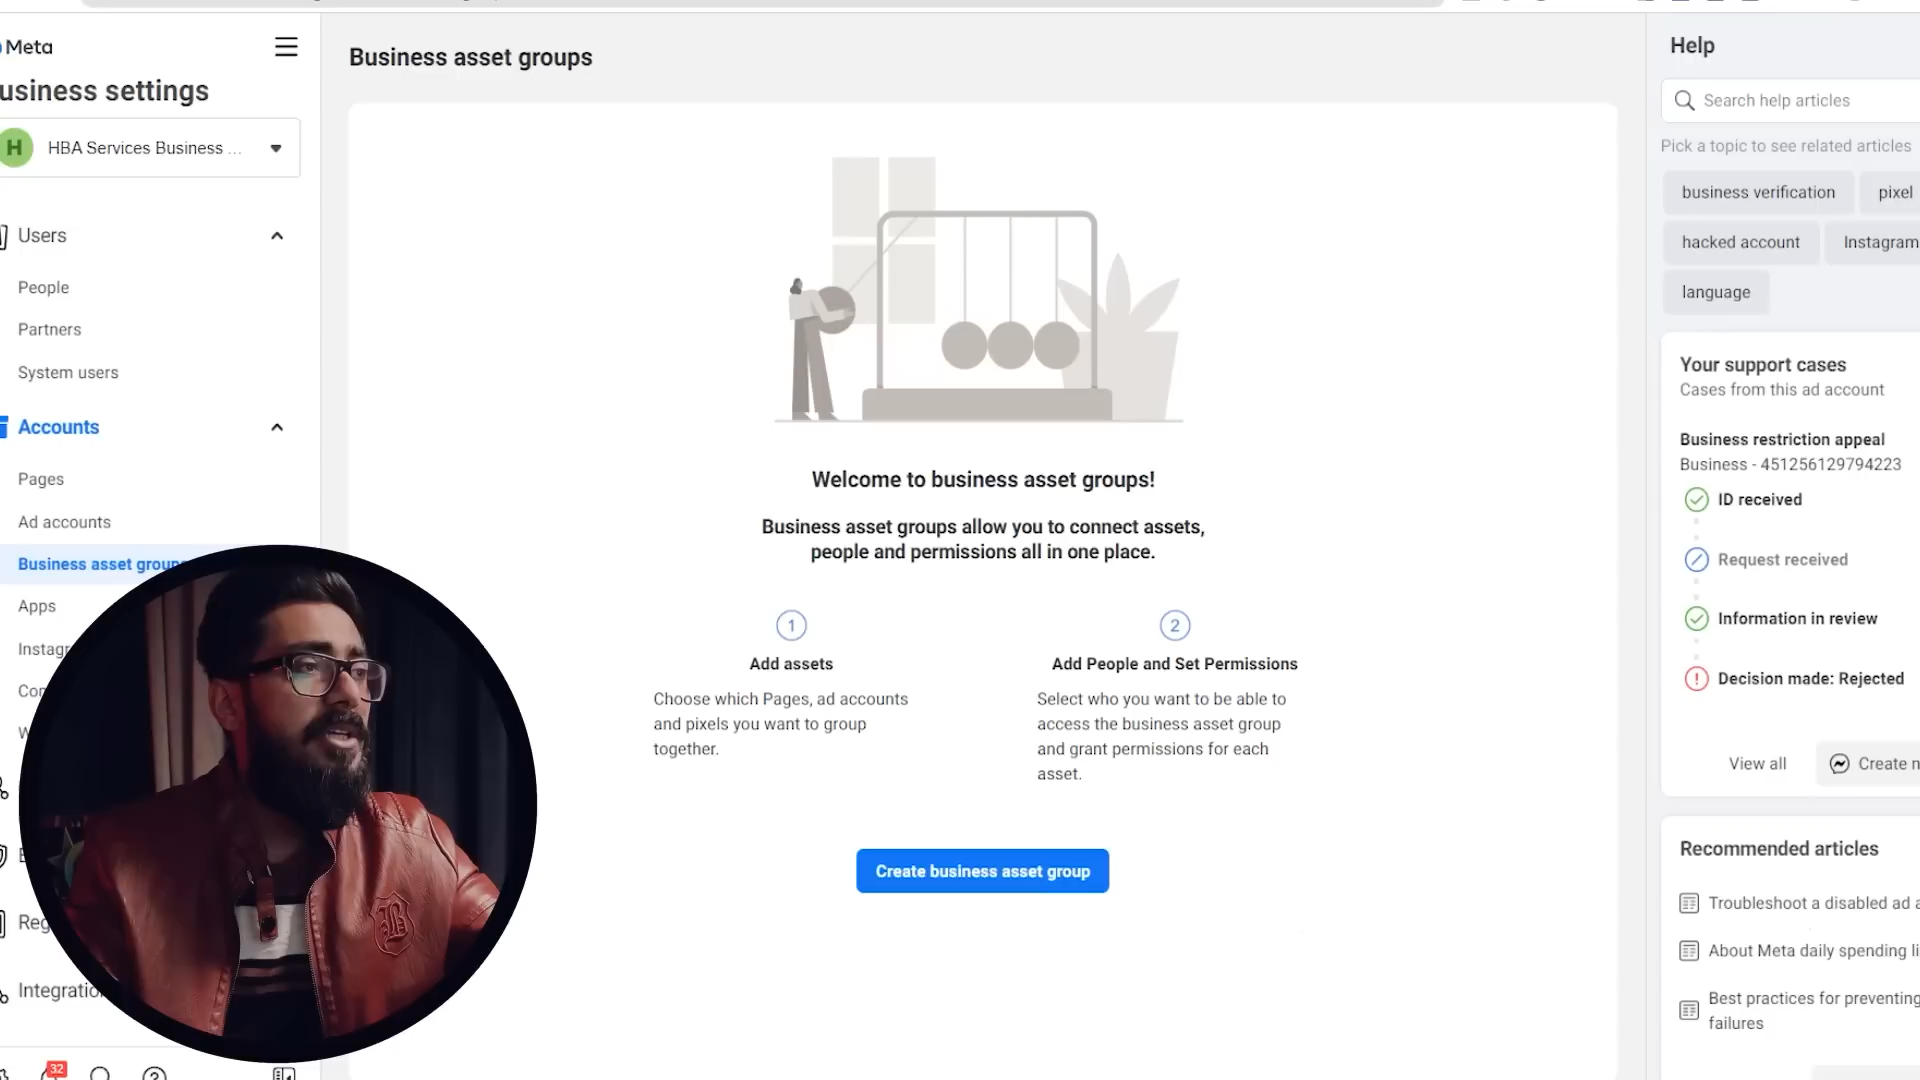 Meta
usiness settings
H
HBA Services Business ...
Users
People
Partners
System users
Accounts
Pages
Ad accounts
Business asset group
Apps
Instagr
Co
W
Reg
Integratio
32
Business asset groups
Welcome to business asset groups!
Business asset groups allow you to connect assets,
people and permissions all in one place.
1
Add assets
Choose which Pages, ad accounts
and pixels you want to group
together.
2
Add People and Set Permissions
Select who you want to be able to
access the business asset group
and grant permissions for each
asset.
Create business asset group
B
Help
Search help articles
Pick a topic to see related articles
business verification
pixel
hacked account
Instagram
language
Your support cases
Cases from this ad account
Business restriction appeal
Business - 451256129794223
ID received
Request received
Information in review
Decision made: Rejected
View all
Create n
Recommended articles
Troubleshoot a disabled ad a
About Meta daily spending li
Best practices for preventing
failures